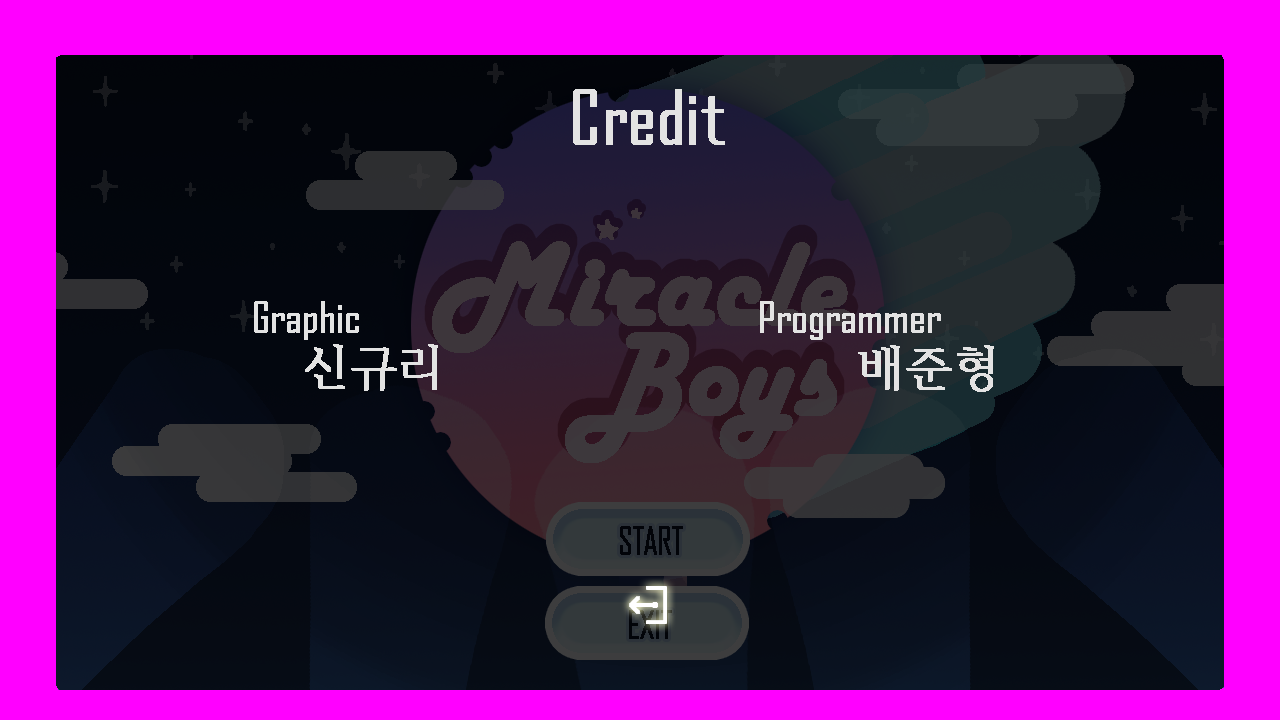 Credit
Miracle
Boys
Graphic
신규리
Programmer
배준형
START
EXIT